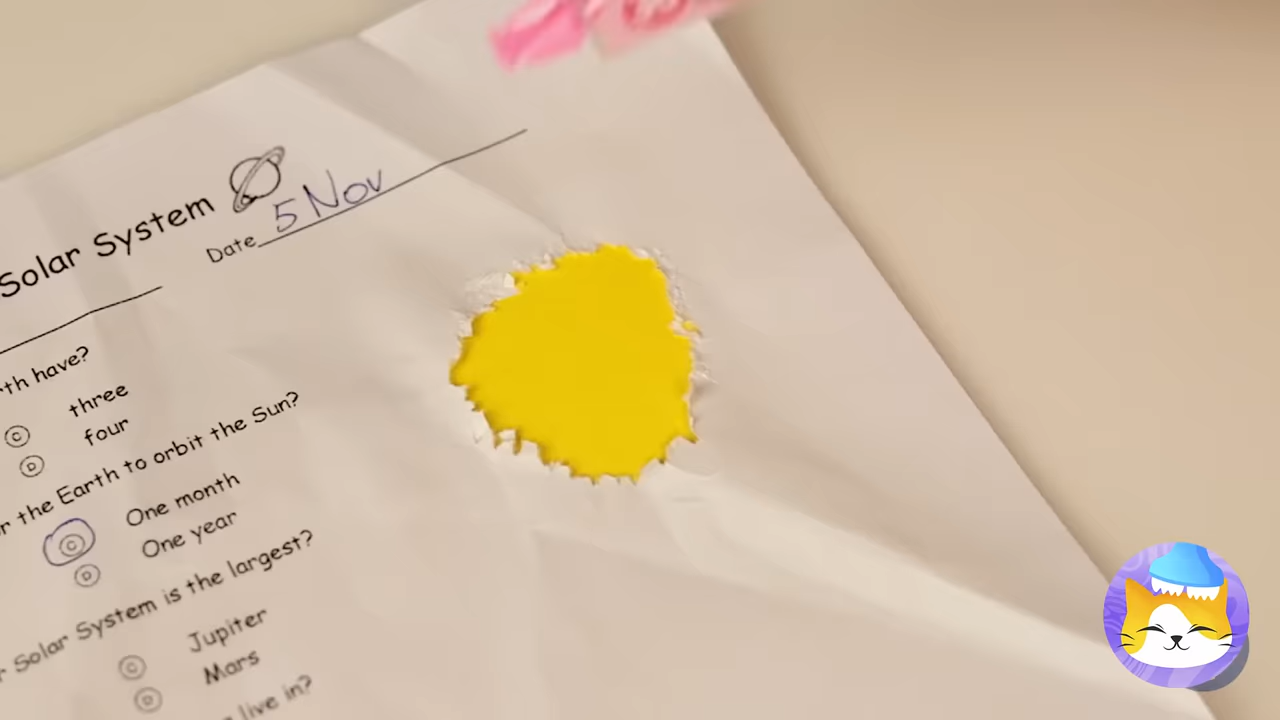 Solar System
Date 5 Nov
have?
C three
D four
the Earth to orbit the Sun?
C One month
D One year
Solar System is the largest?
C Jupiter
D Mars
live in?